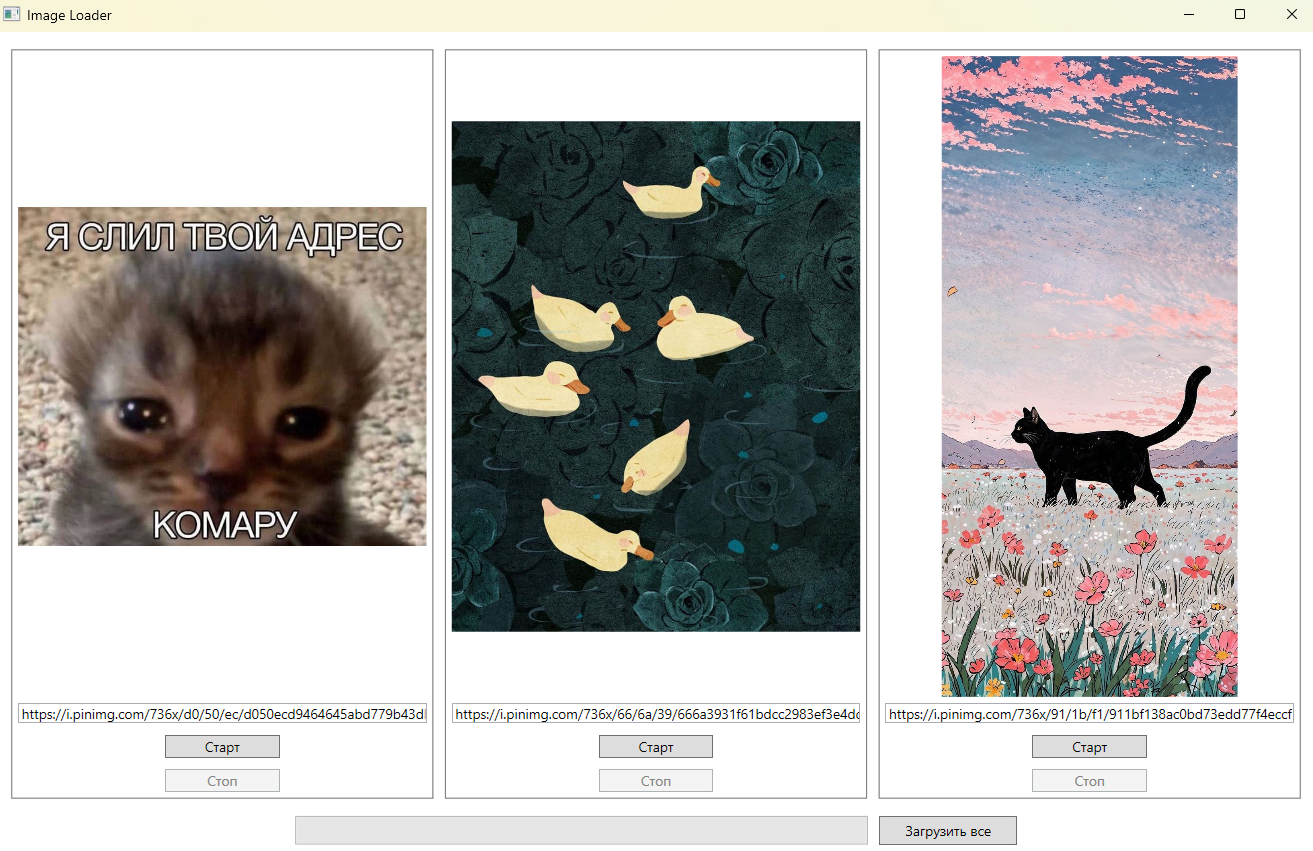 Image Loader
Я СЛИЛ ТВОЙ АДРЕС
КОМАРУ
https://i.pinimg.com/736x/d0/50/ec/d050ecd9464645abd779b43d
https://i.pinimg.com/736x/66/6a/39/666a3931f61bdcc2983ef3e4d
https://i.pinimg.com/736x/91/1b/f1/911bf138ac0bd73edd77f4eccf
Старт
Старт
Старт
Стоп
Стоп
Стоп
Загрузить все